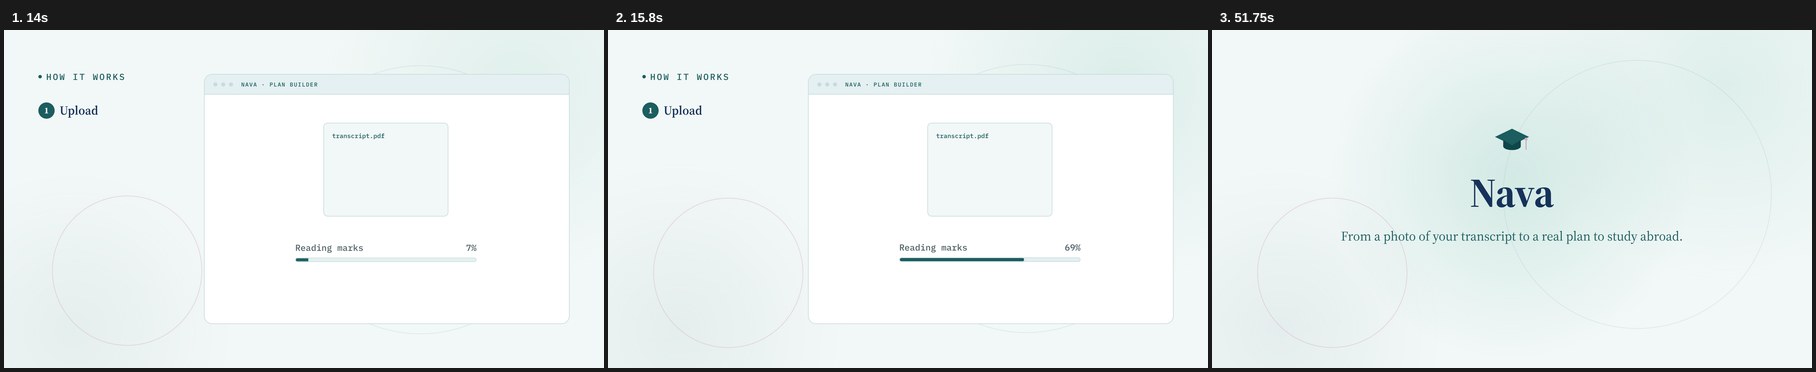 1. 14s
HOW IT WORKS
1 Upload
NAVA - PLAN BUILDER
transcript.pdf
Reading marks 7%
2. 15.8s
HOW IT WORKS
1 Upload
NAVA - PLAN BUILDER
transcript.pdf
Reading marks 69%
3. 51.75s
Nava
From a photo of your transcript to a real plan to study abroad.